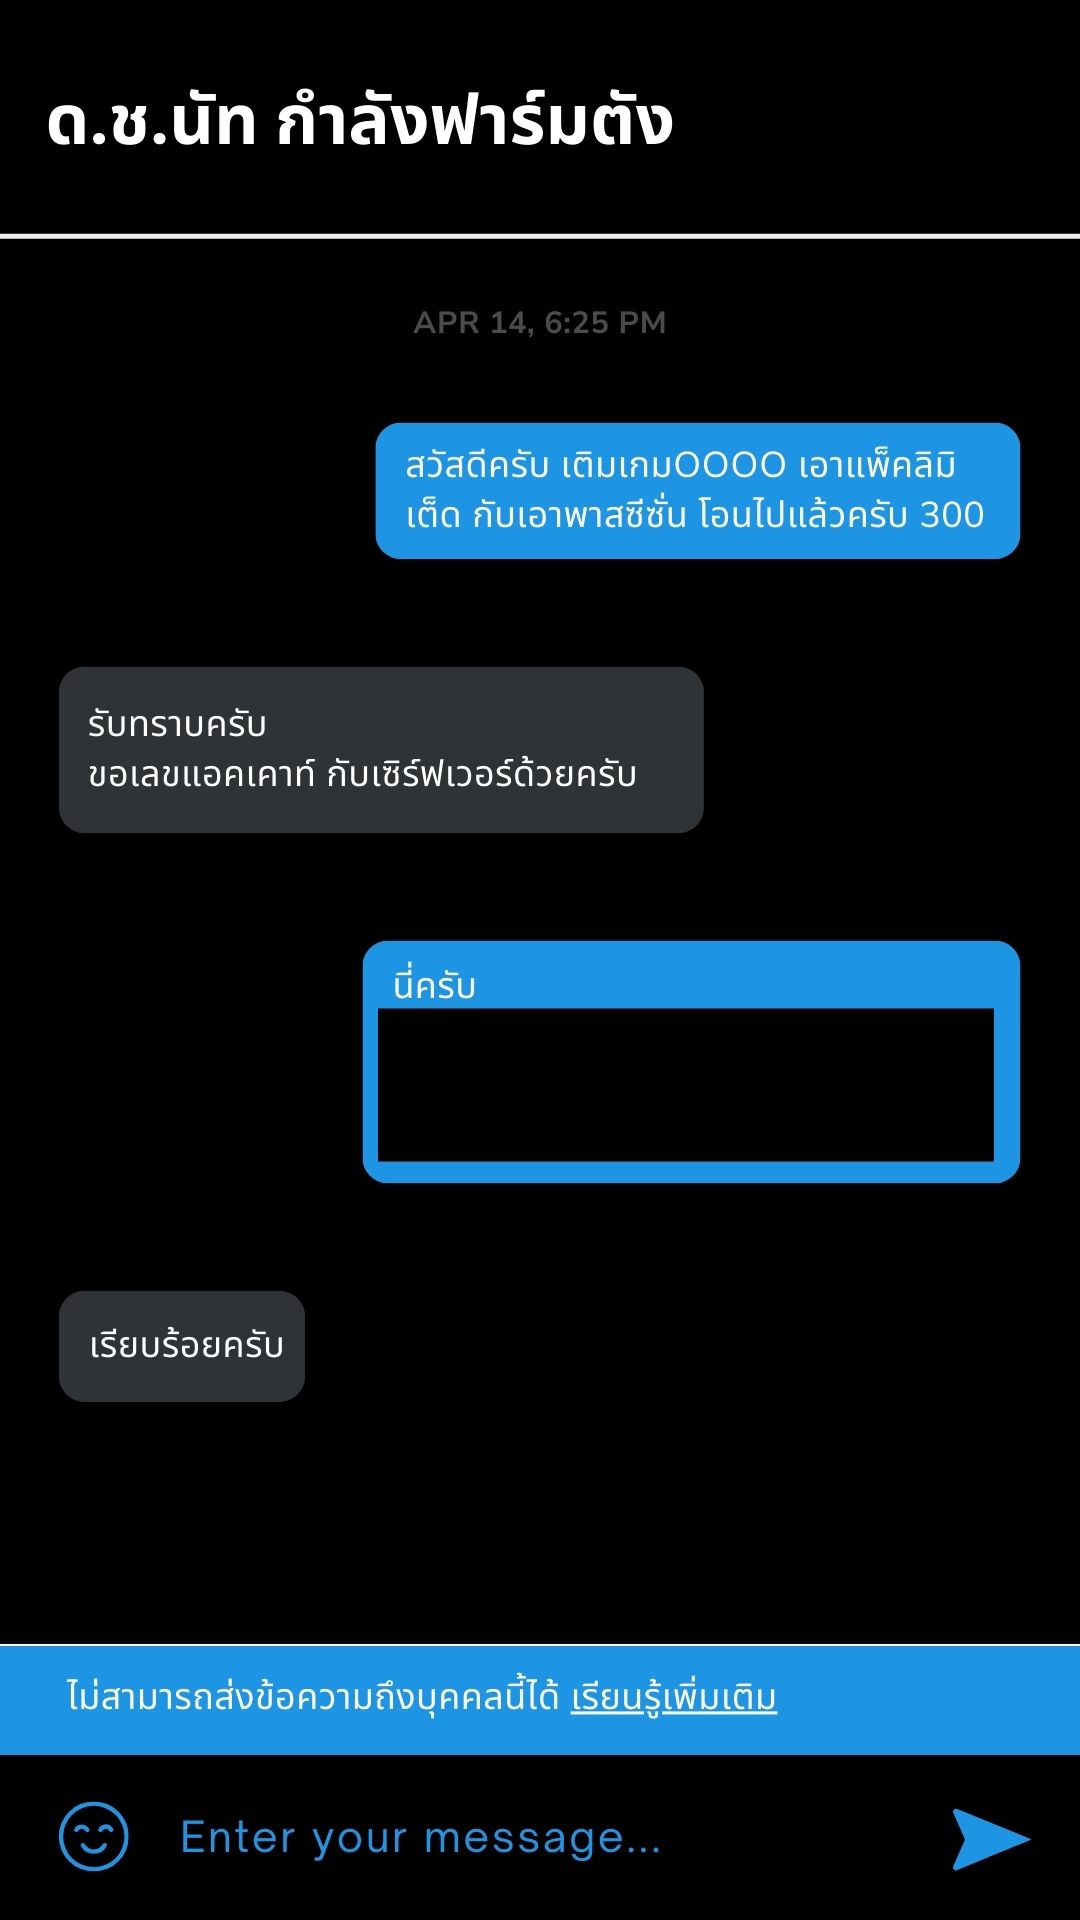 ด.ช.นัท กำลังฟาร์มตัง
APR 14, 6:25 PM
สวัสดีครับ เติมเกมOOOO เอาแพ็คลิมิ
เต็ด กับเอาพาสซีซั่น โอนไปแล้วครับ 300
รับทราบครับ
ขอเลขแอคเคาท์ กับเซิร์ฟเวอร์ด้วยครับ
นี่ครับ
เรียบร้อยครับ
ไม่สามารถส่งข้อความถึงบุคคลนี้ได้ เรียนรู้เพิ่มเติม
Enter your message...